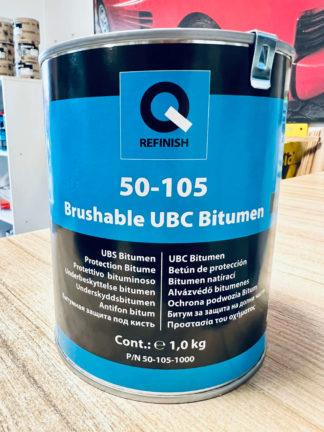 Q
REFINISH
50-105
Brushable UBC Bitumen
UBS Bitumen
Protection Bitume
Protettivo bituminoso
Underbeskyttelse bitumen
Underskyddsbitumen
Antifon bitum
Битумная защита под кисть
UBC Bitumen
Betún de protección
Bitumen natirací
Alvázvédő bitumenes
Ochrona podwozia Bitum
Битум за защита на долни
Προστασία του οχήματος
Cont.: ℮ 1,0 kg
P/N 50-105-1000